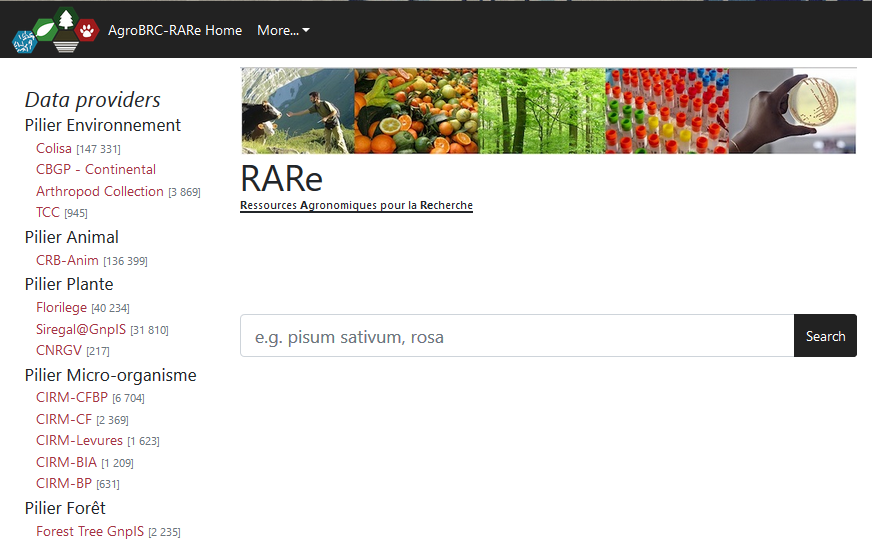 AgroBRC-RARe Home More...
Data providers
Pilier Environnement
Colisa [147 331]
CBGP - Continental
Arthropod Collection [3 869]
TCC [945]
Pilier Animal
CRB-Anim [136 399]
Pilier Plante
Florilege [40 234]
Siregal@GnpIS [31 810]
CNRGV [217]
Pilier Micro-organisme
CIRM-CFBP [6 704]
CIRM-CF [2 369]
CIRM-Levures [1 623]
CIRM-BIA [1 209]
CIRM-BP [631]
Pilier Forêt
Forest Tree GnpIS [2 235]
RARe
Ressources Agronomiques pour la Recherche
e.g. pisum sativum, rosa
Search